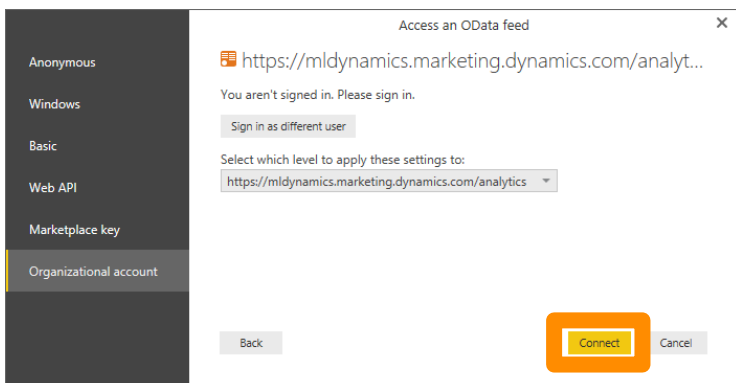 Access an OData feed
Anonymous
Windows
Basic
Web API
Marketplace key
Organizational account
https://mldynamics.marketing.dynamics.com/analyt...
You aren't signed in. Please sign in.
Sign in as different user
Select which level to apply these settings to:
https://mldynamics.marketing.dynamics.com/analytics
Back
Connect
Cancel